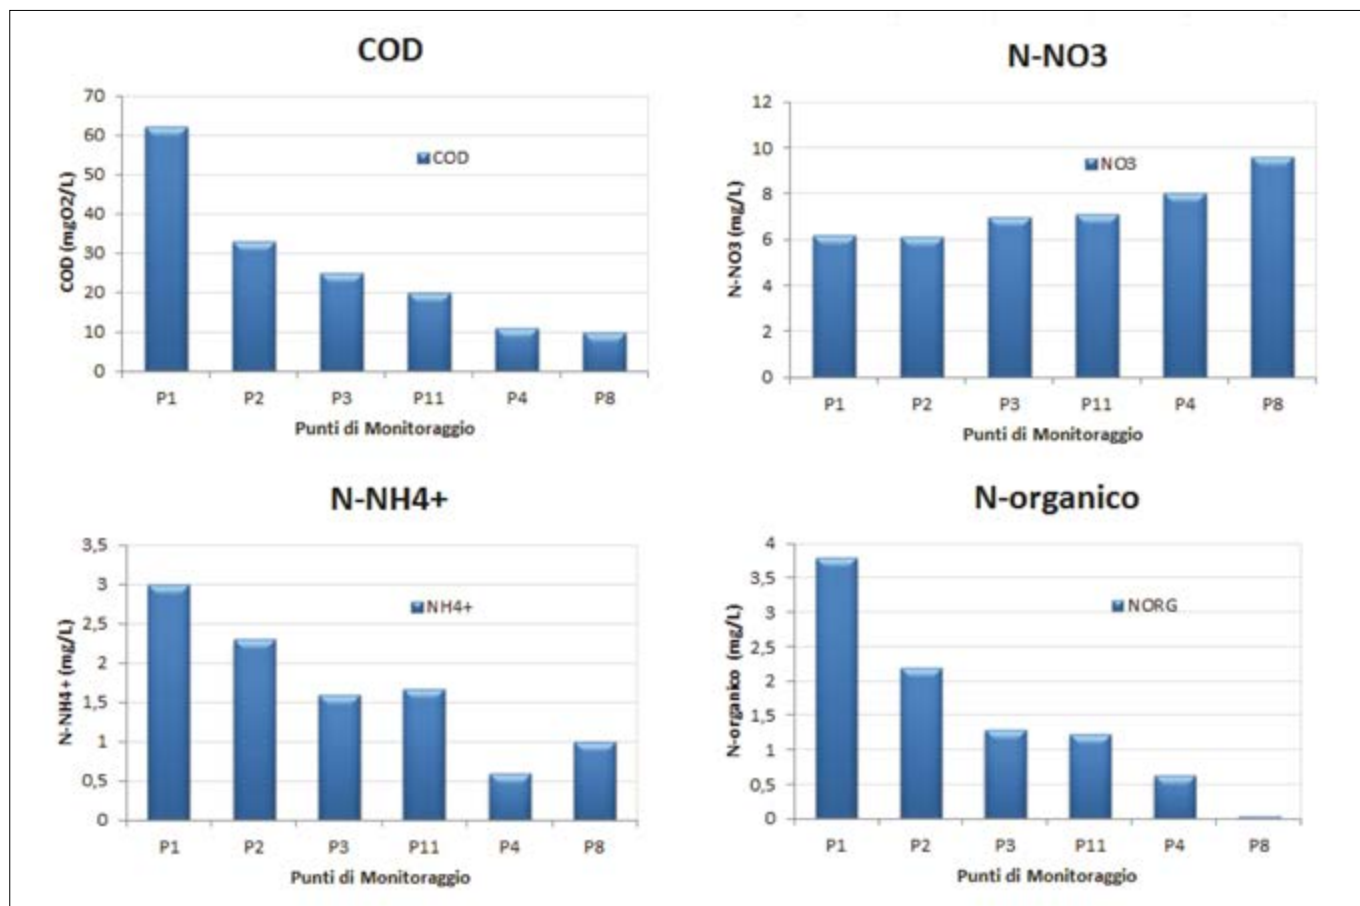 COD
70
60
50
40
30
20
10
0
COD (mgO2/L)
COD
P1 P2 P3 P11 P4 P8
Punti di Monitoraggio
N-NO3
12
10
8
6
4
2
0
N-NO3 (mg/L)
NO3
P1 P2 P3 P11 P4 P8
Punti di Monitoraggio
N-NH4+
3,5
3
2,5
2
1,5
1
0,5
0
N-NH4+ (mg/L)
NH4+
P1 P2 P3 P11 P4 P8
Punti di Monitoraggio
N-organico
4
3,5
3
2,5
2
1,5
1
0,5
0
N-organico (mg/L)
NORG
P1 P2 P3 P11 P4 P8
Punti di Monitoraggio